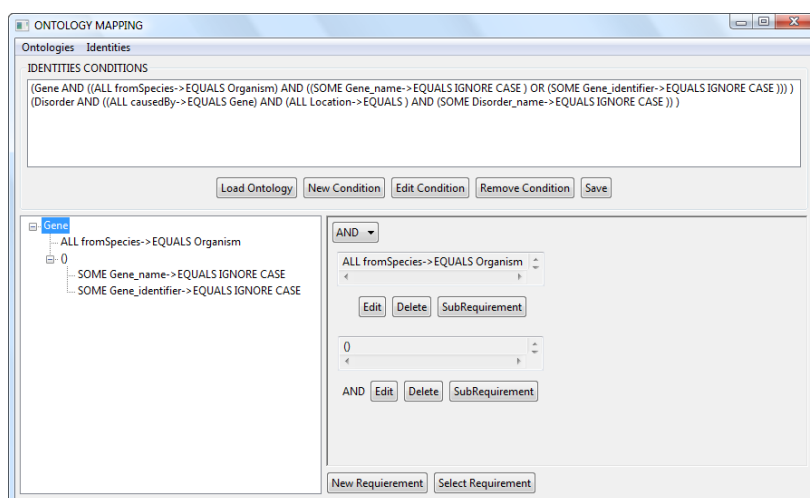 ONTOLOGY MAPPING
Ontologies Identities
IDENTITIES CONDITIONS
(Gene AND ((ALL fromSpecies->EQUALS Organism) AND ((SOME Gene_name->EQUALS IGNORE CASE ) OR (SOME Gene_identifier->EQUALS IGNORE CASE ))) )
(Disorder AND ((ALL causedBy->EQUALS Gene) AND (ALL Location->EQUALS ) AND (SOME Disorder_name->EQUALS IGNORE CASE )) )
Load Ontology New Condition Edit Condition Remove Condition Save
Gene
ALL fromSpecies->EQUALS Organism
()
SOME Gene_name->EQUALS IGNORE CASE
SOME Gene_identifier->EQUALS IGNORE CASE
AND
ALL fromSpecies->EQUALS Organism
Edit Delete SubRequirement
()
AND Edit Delete SubRequirement
New Requierement Select Requirement